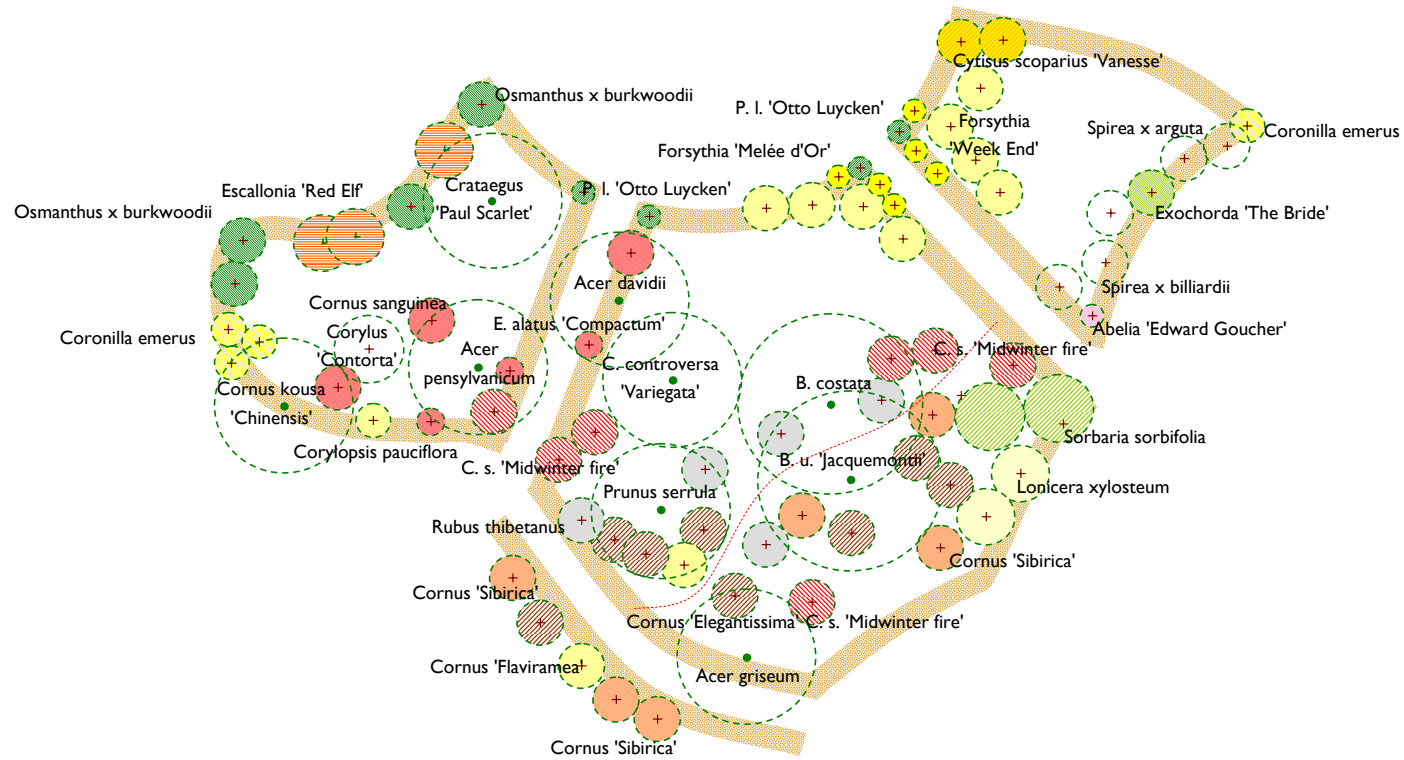 Cytisus scoparius 'Vanesse'
Osmanthus x burkwoodii
P. l. 'Otto Luycken'
Forsythia
'Week End'
Spirea x arguta
Coronilla emerus
Forsythia 'Melée d'Or'
Escallonia 'Red Elf'
Crataegus
'Paul Scarlet'
P. l. 'Otto Luycken'
Osmanthus x burkwoodii
Exochorda 'The Bride'
Acer davidii
Spirea x billiardii
Cornus sanguinea
E. alatus 'Compactum'
Abelia 'Edward Goucher'
Coronilla emerus
Corylus
'Contorta'
Acer
pensylvanicum
C. controversa
'Variegata'
C. s. 'Midwinter fire'
B. costata
Cornus kousa
'Chinensis'
Sorbaria sorbifolia
Corylopsis pauciflora
C. s. 'Midwinter fire'
B. u. 'Jacquemontii'
Prunus serrula
Lonicera xylosteum
Rubus thibetanus
Cornus 'Sibirica'
Cornus 'Sibirica'
Cornus 'Elegantissima'
C. s. 'Midwinter fire'
Cornus 'Flaviramea'
Acer griseum
Cornus 'Sibirica'